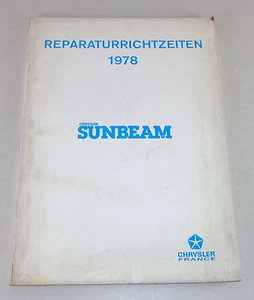 REPARATURRICHTZEITEN
1978
CHRYSLER
SUNBEAM
CHRYSLER
FRANCE